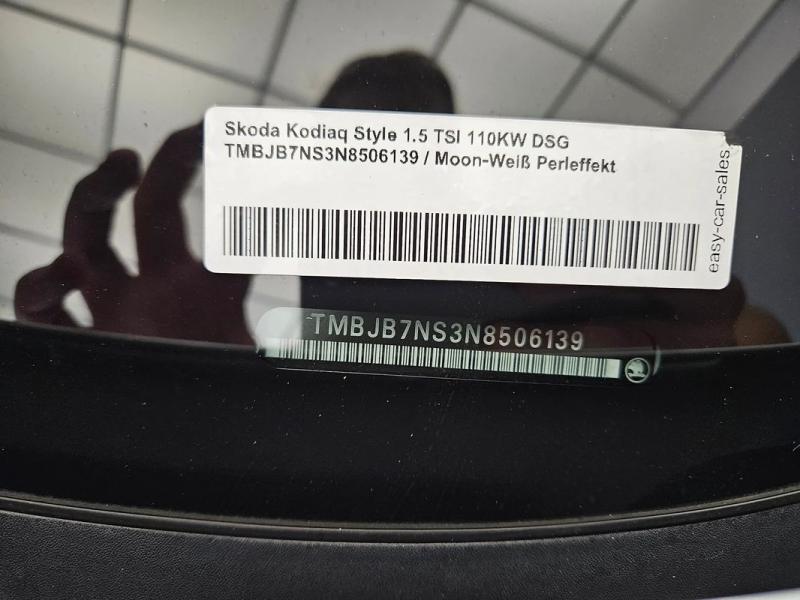 Skoda Kodiaq Style 1.5 TSI 110KW DSG
TMBJB7NS3N8506139 / Moon-Weiß Perleffekt
easy-car-sales
TMBJB7NS3N8506139